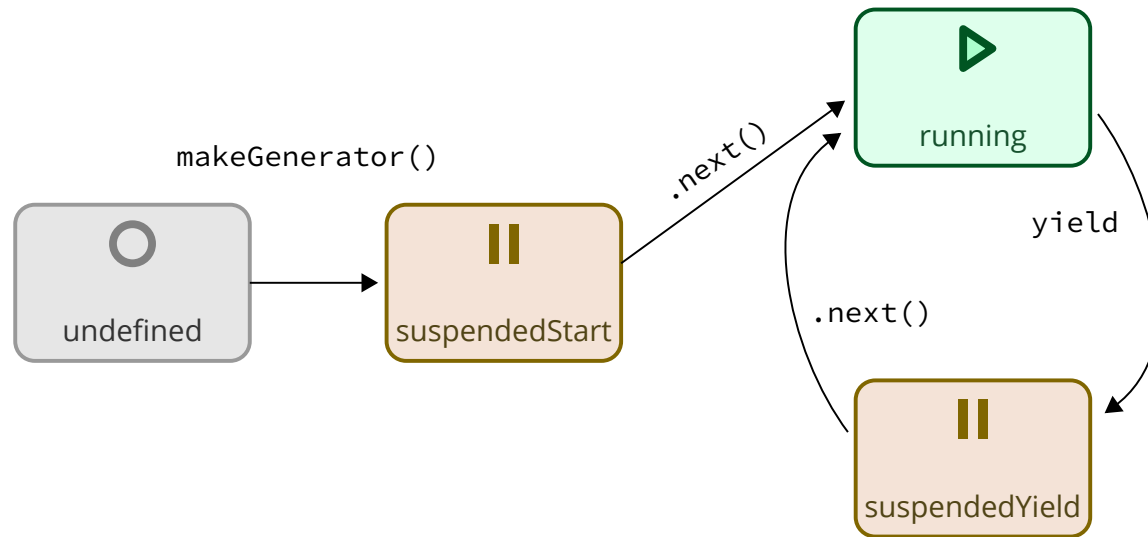 makeGenerator()
undefined
suspendedStart
.next()
running
yield
.next()
suspendedYield